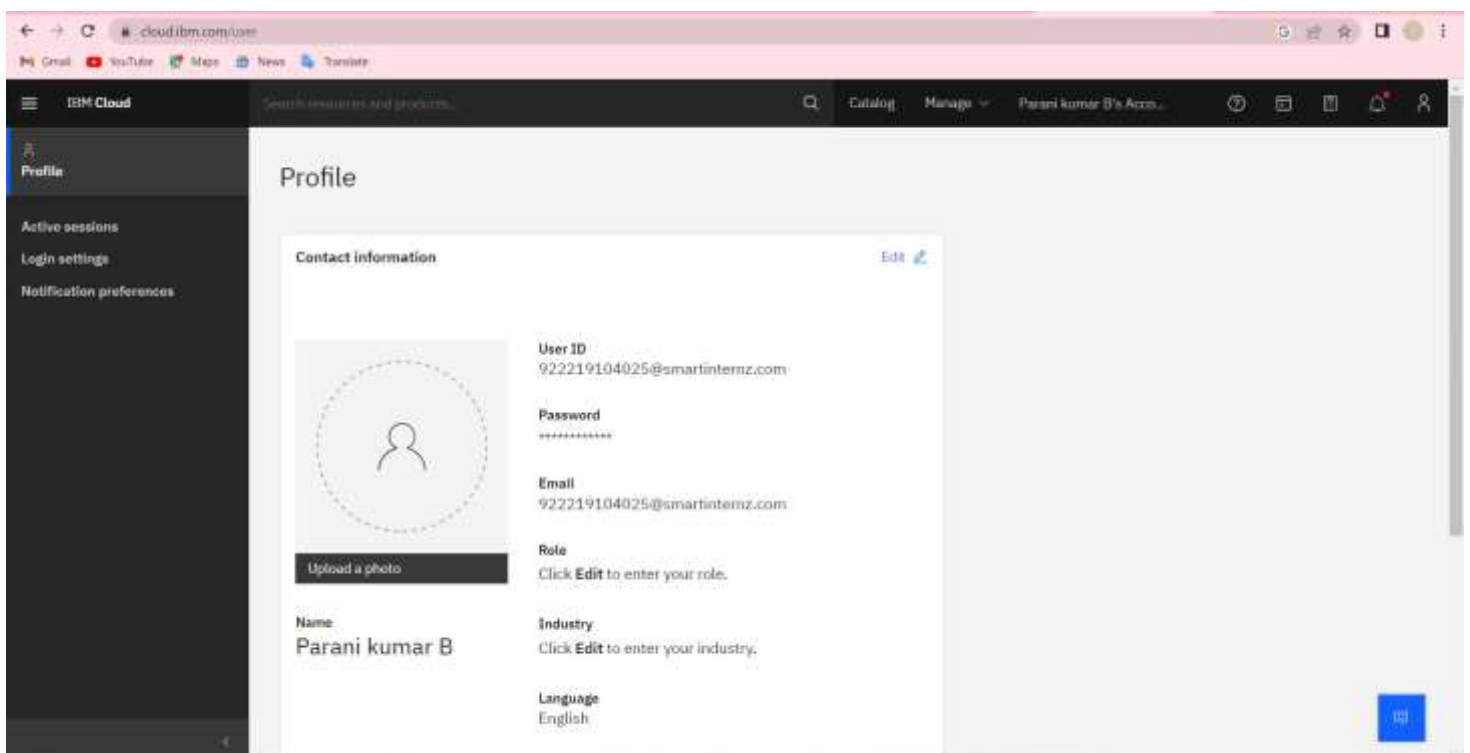 cloud.ibm.com/user
Gmail YouTube Maps News Translate
IBM Cloud
Search resources and products...
Catalog Manage Parani kumar B's Acco...
Profile
Active sessions
Login settings
Notification preferences
Profile
Contact information
Edit
User ID
922219104025@smartinternz.com
Password
************
Email
922219104025@smartinternz.com
Role
Click Edit to enter your role.
Upload a photo
Name
Parani kumar B
Industry
Click Edit to enter your industry.
Language
English